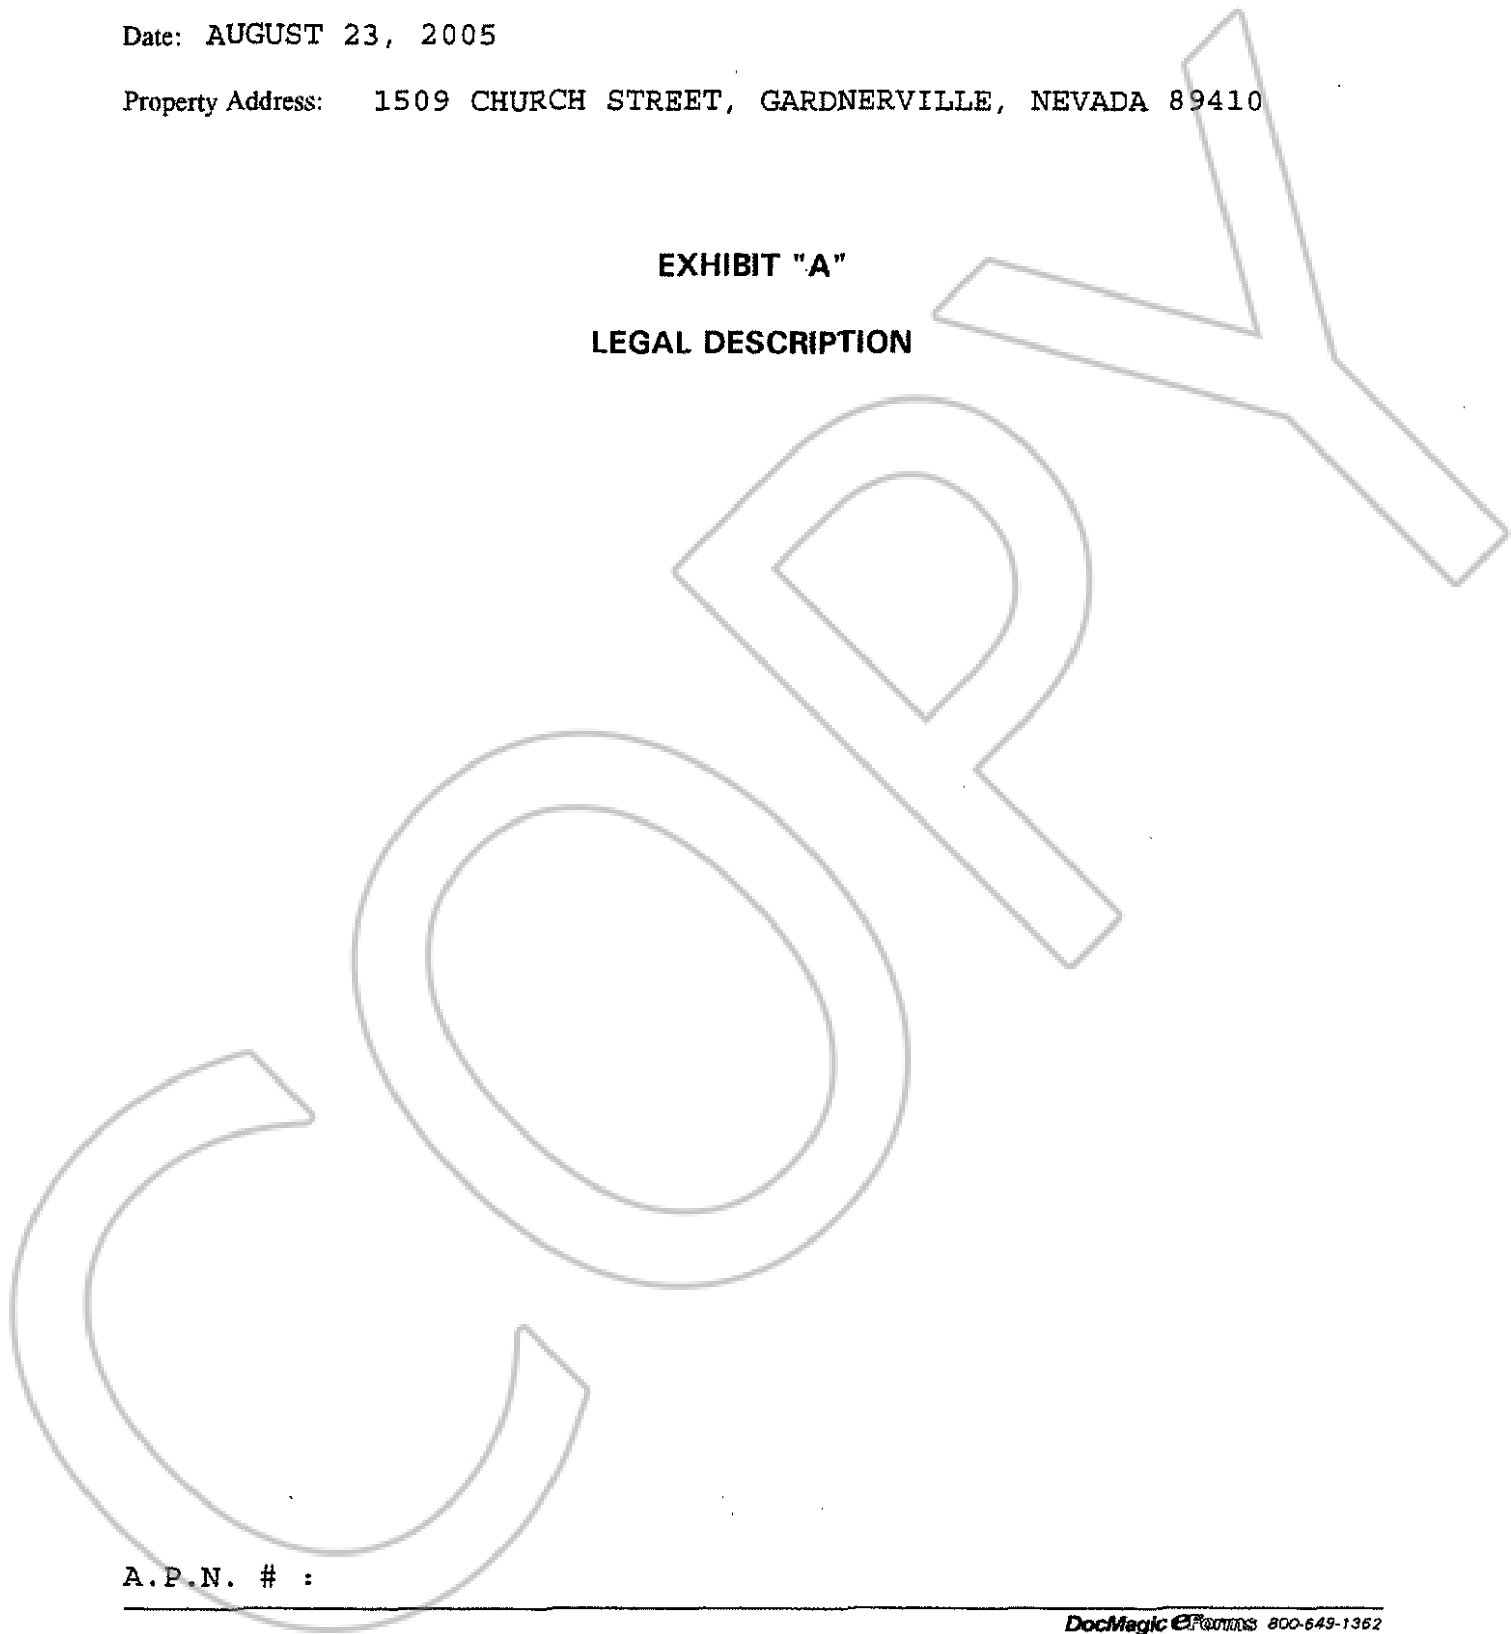 Date: AUGUST 23, 2005
Property Address: 1509 CHURCH STREET, GARDNERVILLE, NEVADA 89410
EXHIBIT "A"
LEGAL DESCRIPTION
COPY
A.P.N. # :
DocMagic eForms 800-649-1362